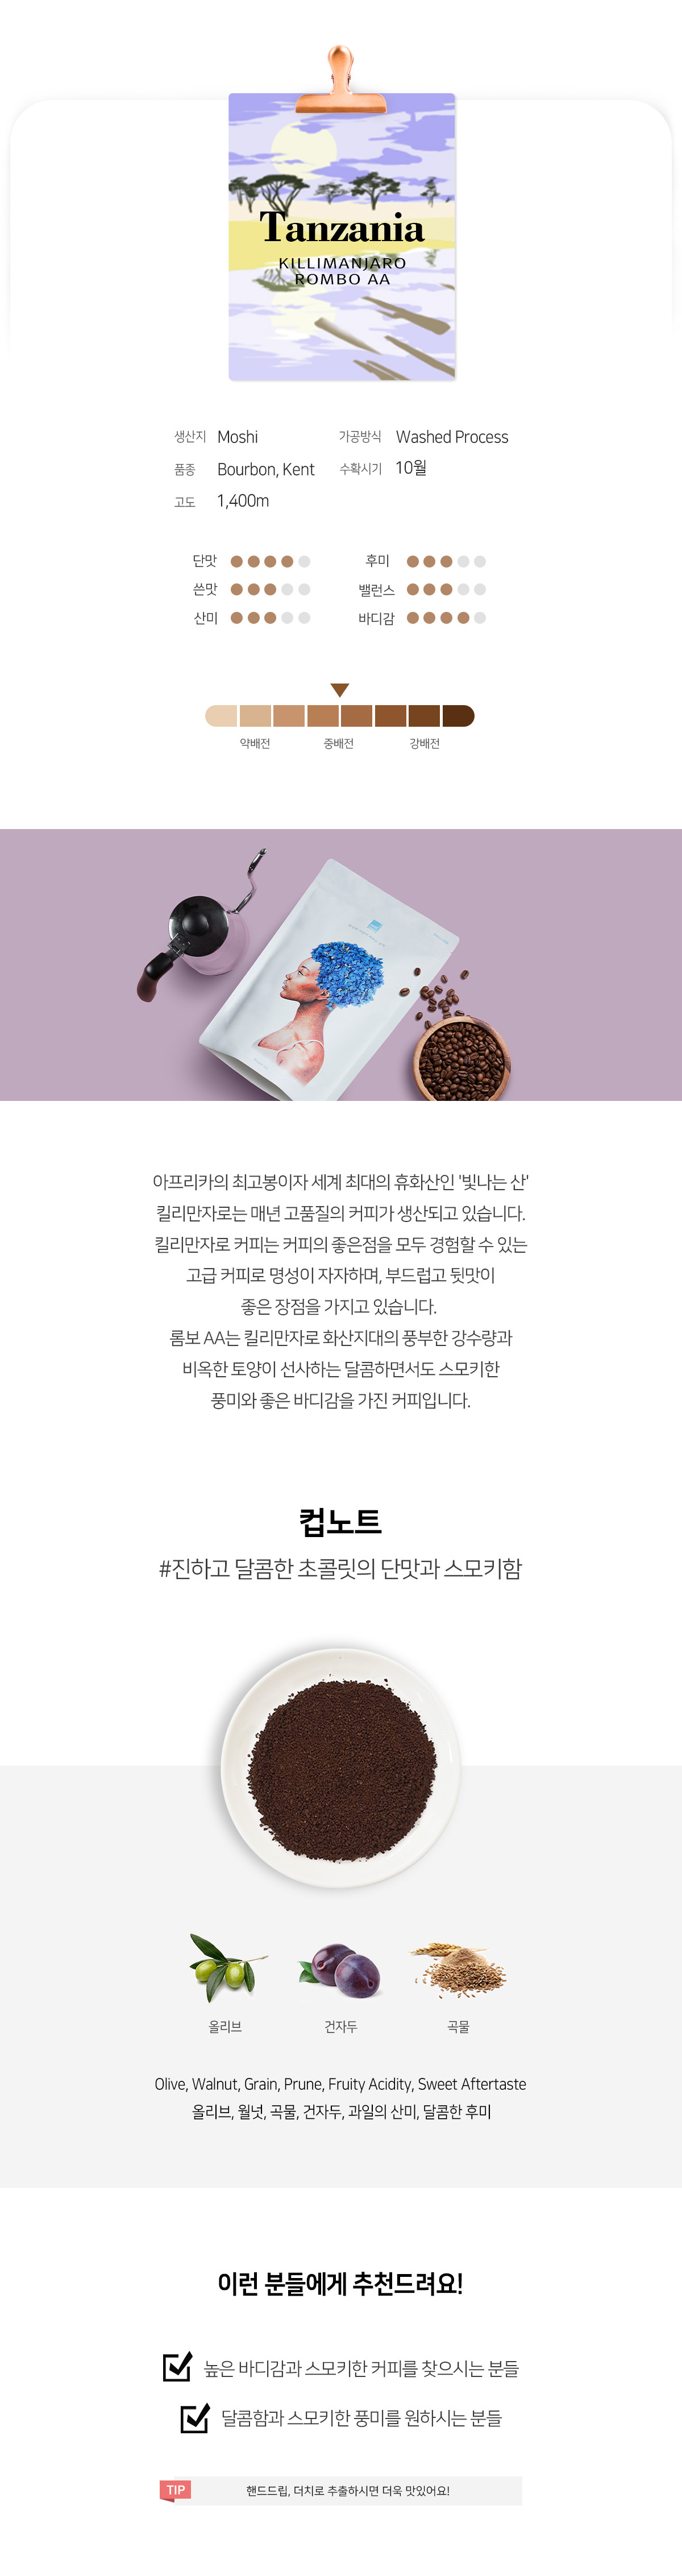 Tanzania
KILLIMANJARO
ROMBO AA
생산지 Moshi
가공방식 Washed Process
품종 Bourbon, Kent
수확시기 10월
고도 1,400m
단맛
후미
쓴맛
밸런스
산미
바디감
약배전
중배전
강배전
아프리카의 최고봉이자 세계 최대의 휴화산인 '빛나는 산'
킬리만자로는 매년 고품질의 커피가 생산되고 있습니다.
킬리만자로 커피는 커피의 좋은점을 모두 경험할 수 있는
고급 커피로 명성이 자자하며, 부드럽고 뒷맛이
좋은 장점을 가지고 있습니다.
롬보 AA는 킬리만자로 화산지대의 풍부한 강수량과
비옥한 토양이 선사하는 달콤하면서도 스모키한
풍미와 좋은 바디감을 가진 커피입니다.
컵노트
#진하고 달콤한 초콜릿의 단맛과 스모키함
올리브
건자두
곡물
Olive, Walnut, Grain, Prune, Fruity Acidity, Sweet Aftertaste
올리브, 월넛, 곡물, 건자두, 과일의 산미, 달콤한 후미
이런 분들에게 추천드려요!
높은 바디감과 스모키한 커피를 찾으시는 분들
달콤함과 스모키한 풍미를 원하시는 분들
TIP
핸드드립, 더치로 추출하시면 더욱 맛있어요!